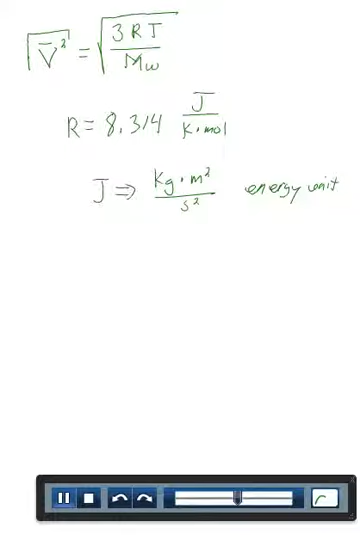 √V̄² = √(3RT/Mw)
R = 8.314 J/K·mol
J ⇒ kg·m²/s² energy unit